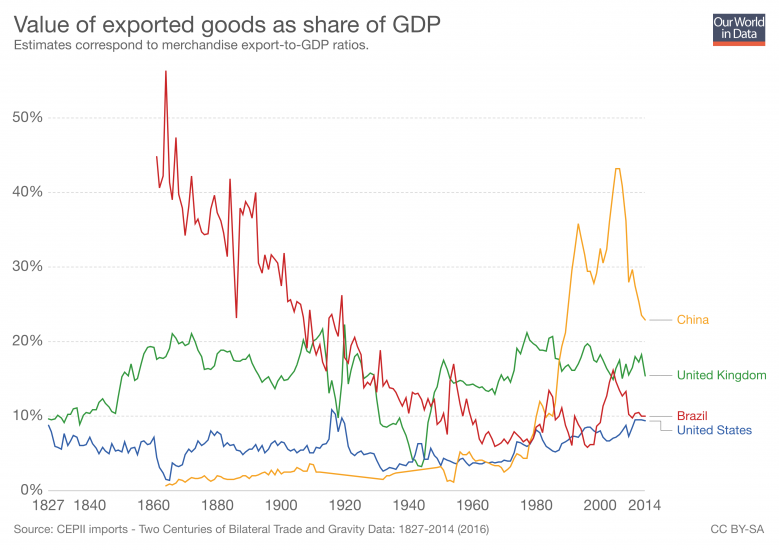 Value of exported goods as share of GDP
Estimates correspond to merchandise export-to-GDP ratios.
Our World
in Data
50%
40%
30%
20%
10%
0%
China
United Kingdom
Brazil
United States
1827 1840 1860 1880 1900 1920 1940 1960 1980 2000 2014
Source: CEPII imports - Two Centuries of Bilateral Trade and Gravity Data: 1827-2014 (2016)
CC BY-SA